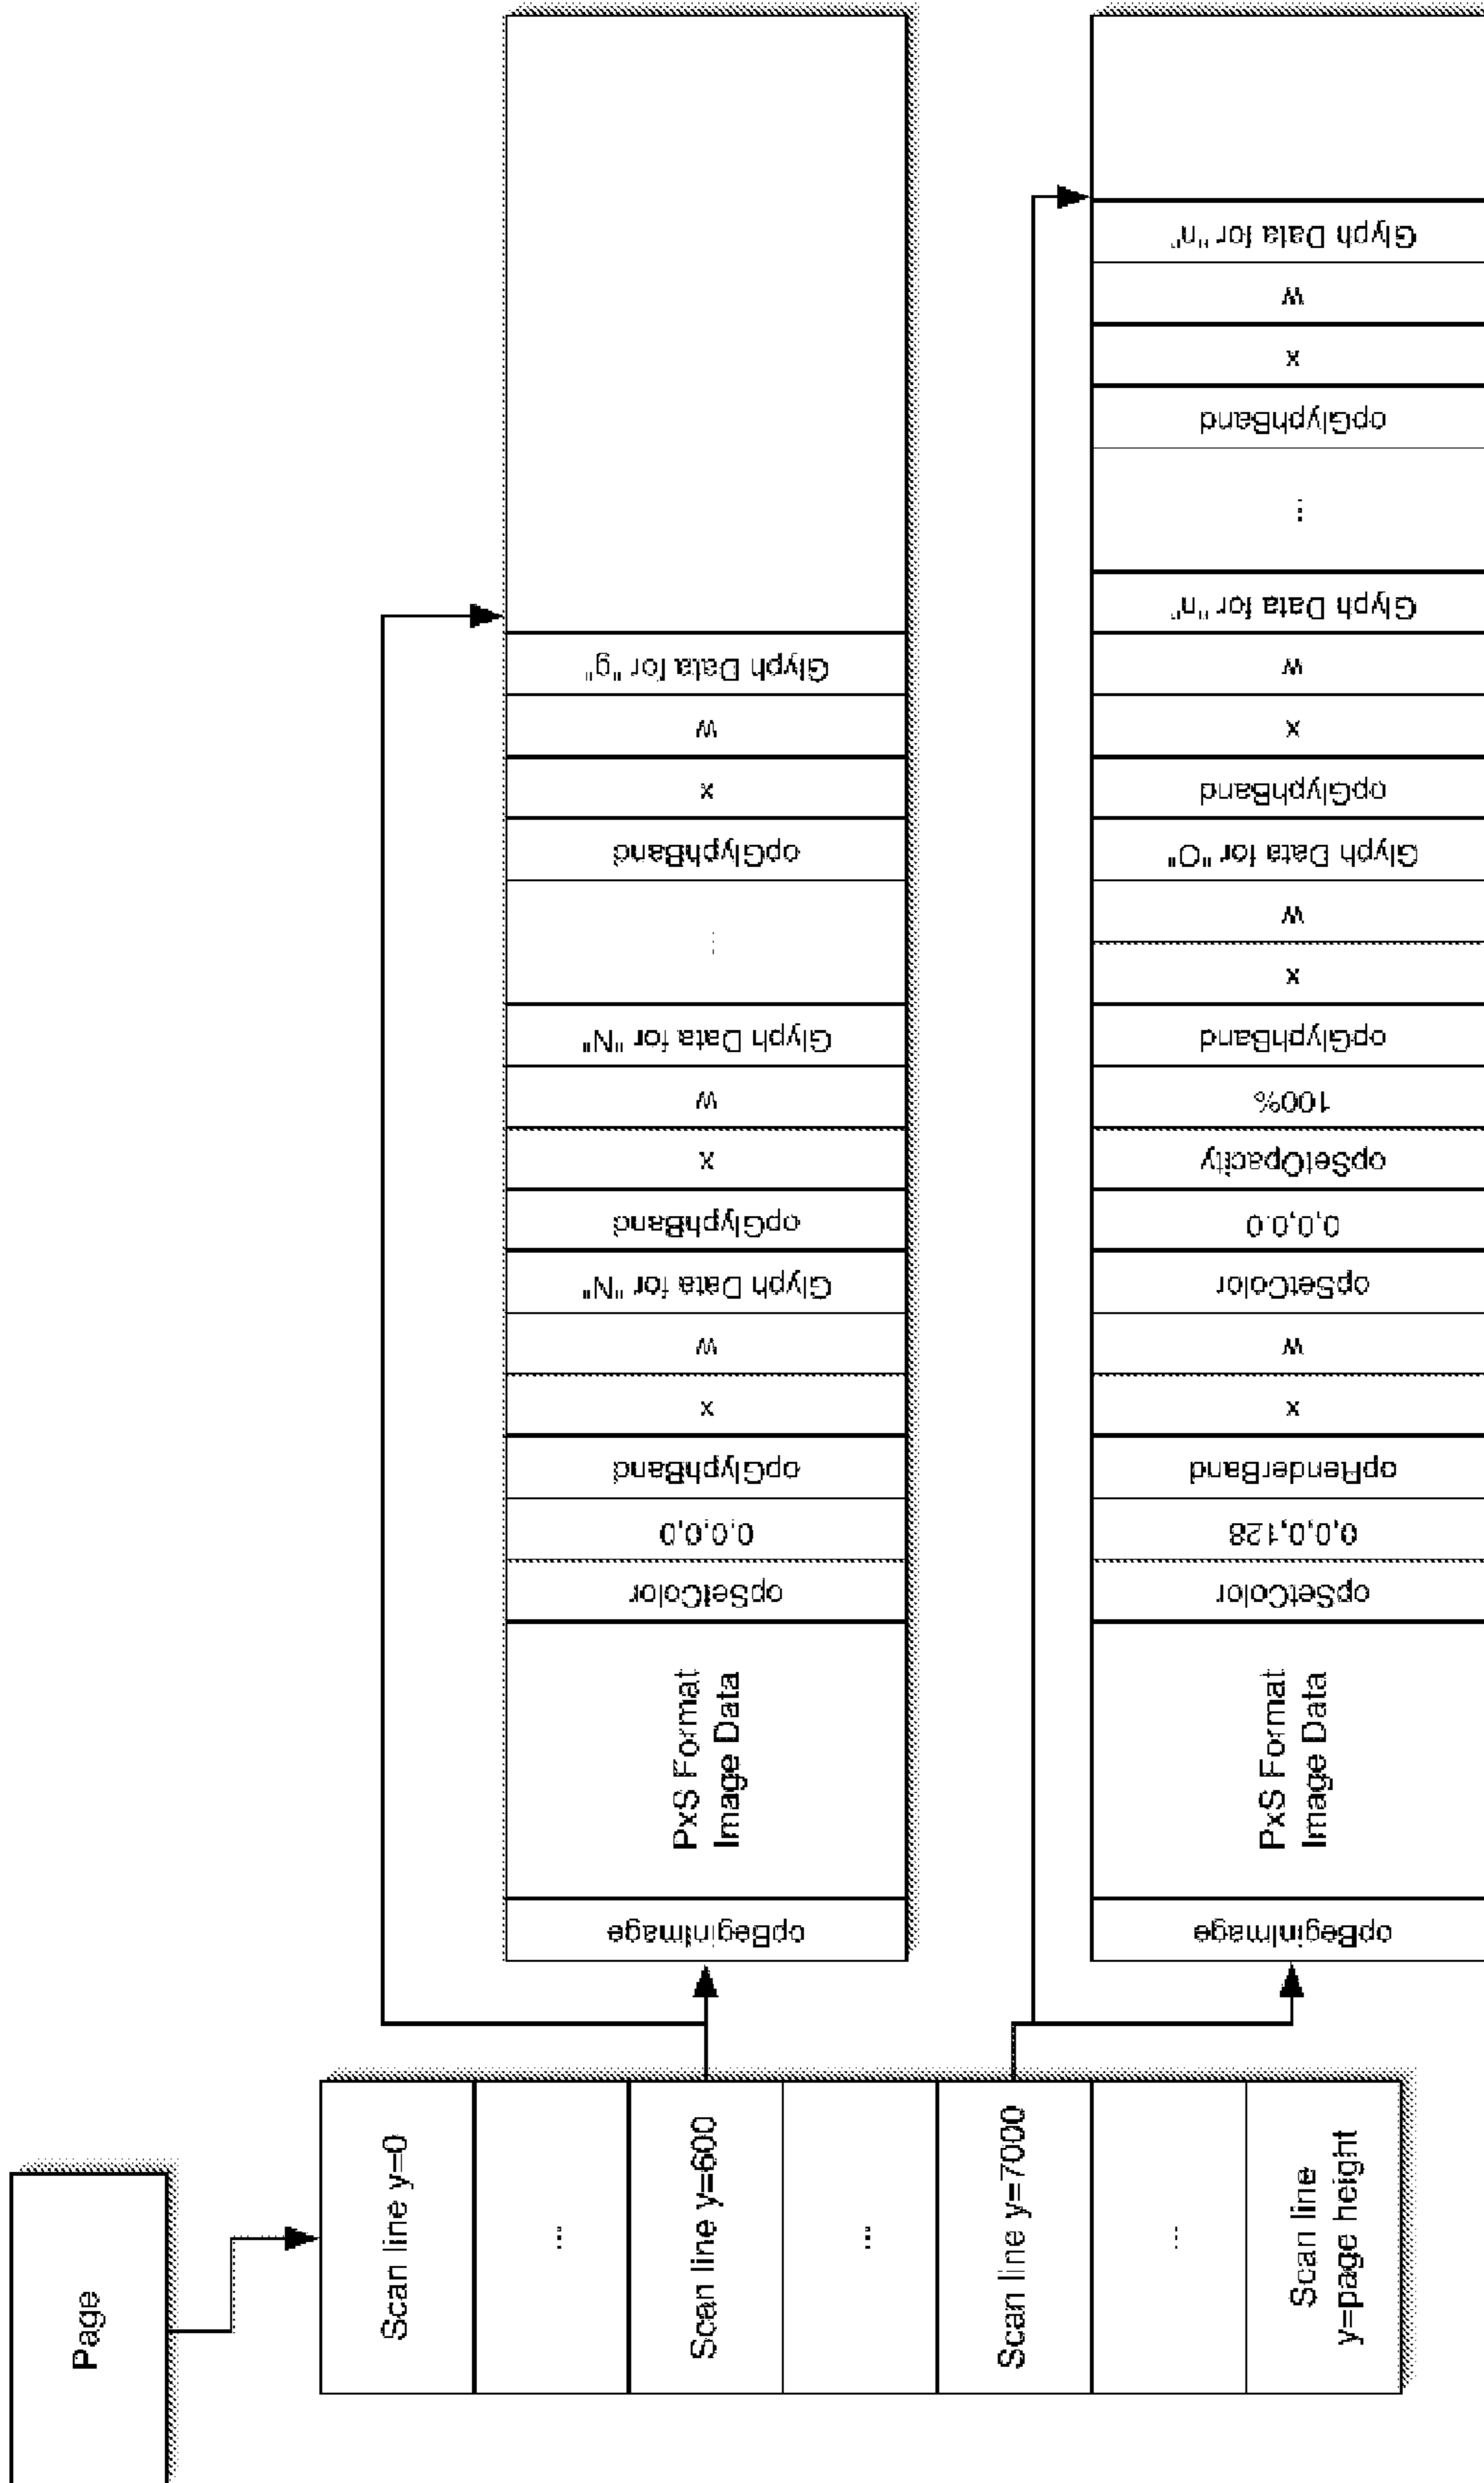 Page
Scan line y=0
...
Scan line y=600
...
Scan line y=7000
...
Scan line
y=page height
opBeginImage
PxS Format
Image Data
opSetColor
0,0,0,0
opGlyphBand
x
w
Glyph Data for "N"
opGlyphBand
x
w
Glyph Data for "N"
...
opGlyphBand
x
w
Glyph Data for "g"
opBeginImage
PxS Format
Image Data
opSetColor
0,0,0,128
opRenderBand
x
w
opSetColor
0,0,0,0
opSetOpacity
100%
opGlyphBand
x
w
Glyph Data for "O"
opGlyphBand
x
w
Glyph Data for "n"
...
opGlyphBand
x
w
Glyph Data for "n"